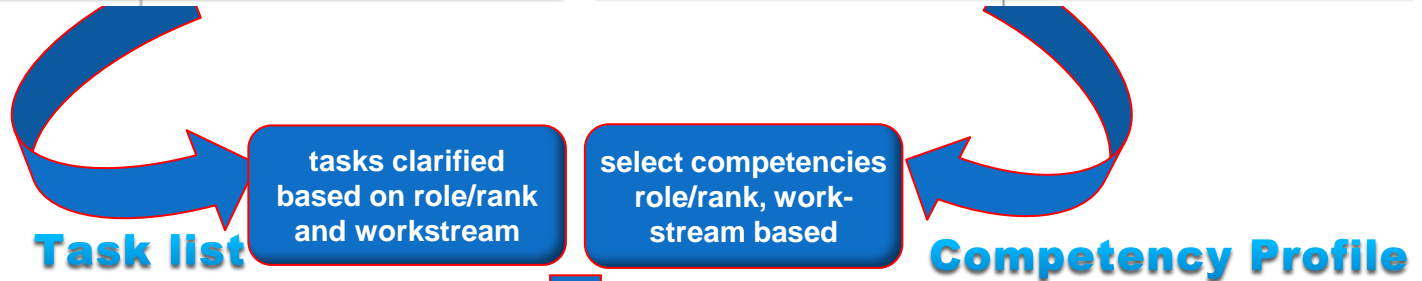 tasks clarified
based on role/rank
and workstream
select competencies
role/rank, work-
stream based
Task list
Competency Profile